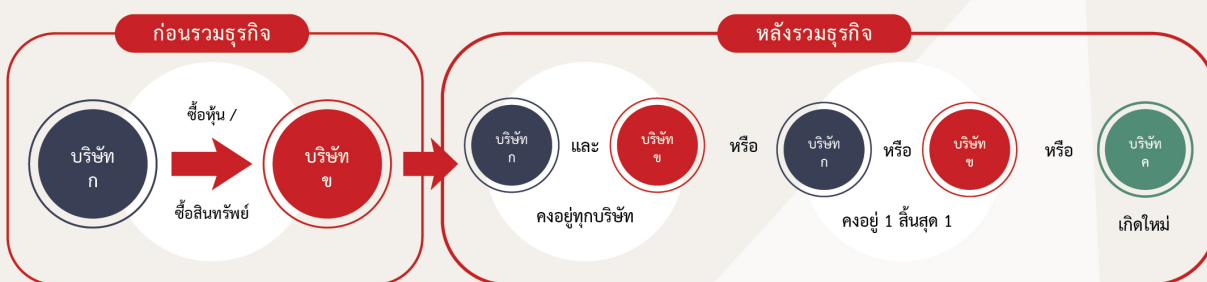 ก่อนรวมธุรกิจ
บริษัท
ก
ซื้อหุ้น /
ซื้อสินทรัพย์
บริษัท
ข
หลังรวมธุรกิจ
บริษัท
ก
และ
บริษัท
ข
คงอยู่ทุกบริษัท
หรือ
บริษัท
ก
หรือ
บริษัท
ข
คงอยู่ 1 สิ้นสุด 1
หรือ
บริษัท
ค
เกิดใหม่